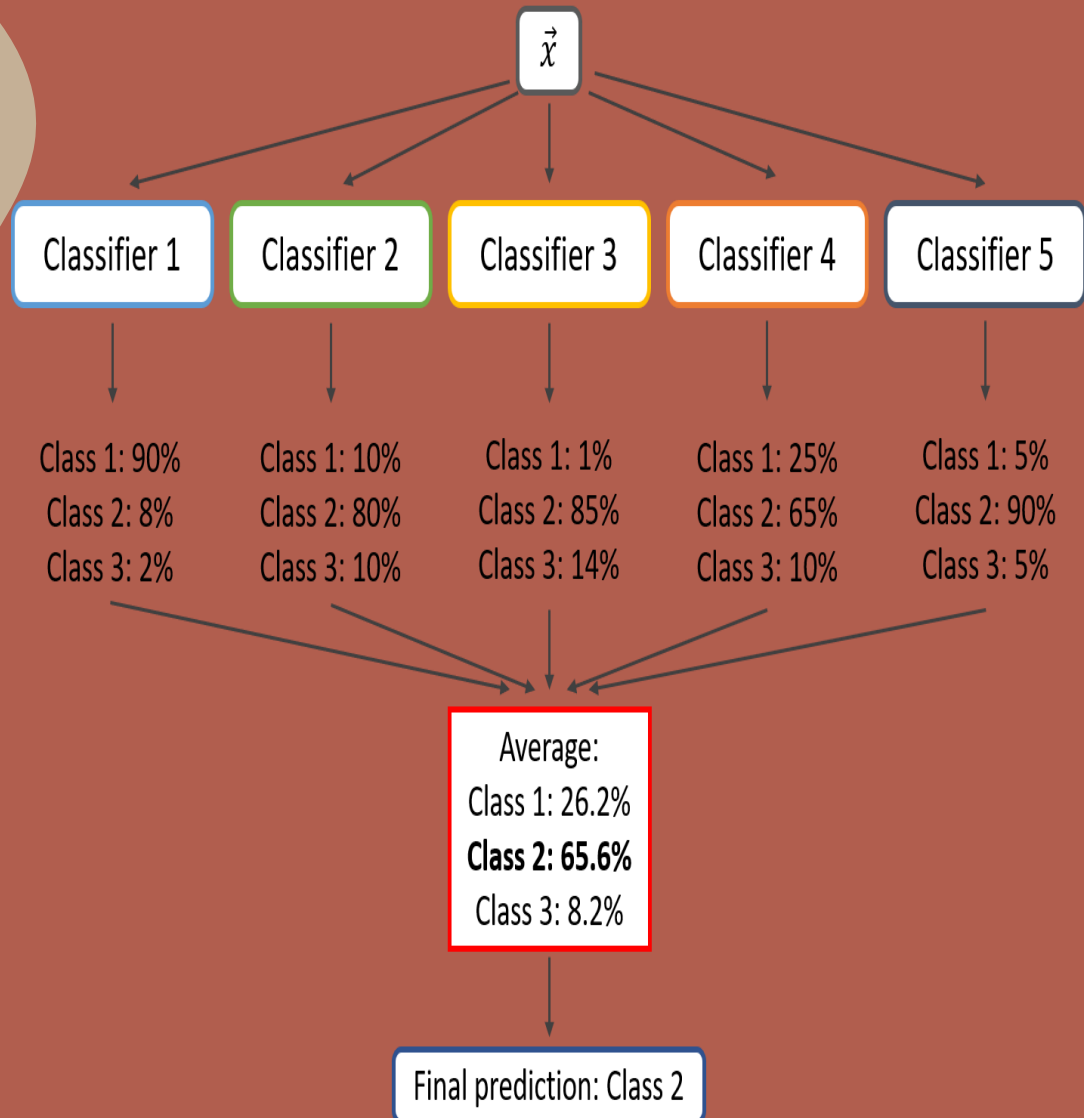 x⃗
Classifier 1
Classifier 2
Classifier 3
Classifier 4
Classifier 5
Class 1: 90%
Class 2: 8%
Class 3: 2%
Class 1: 10%
Class 2: 80%
Class 3: 10%
Class 1: 1%
Class 2: 85%
Class 3: 14%
Class 1: 25%
Class 2: 65%
Class 3: 10%
Class 1: 5%
Class 2: 90%
Class 3: 5%
Average:
Class 1: 26.2%
Class 2: 65.6%
Class 3: 8.2%
Final prediction: Class 2